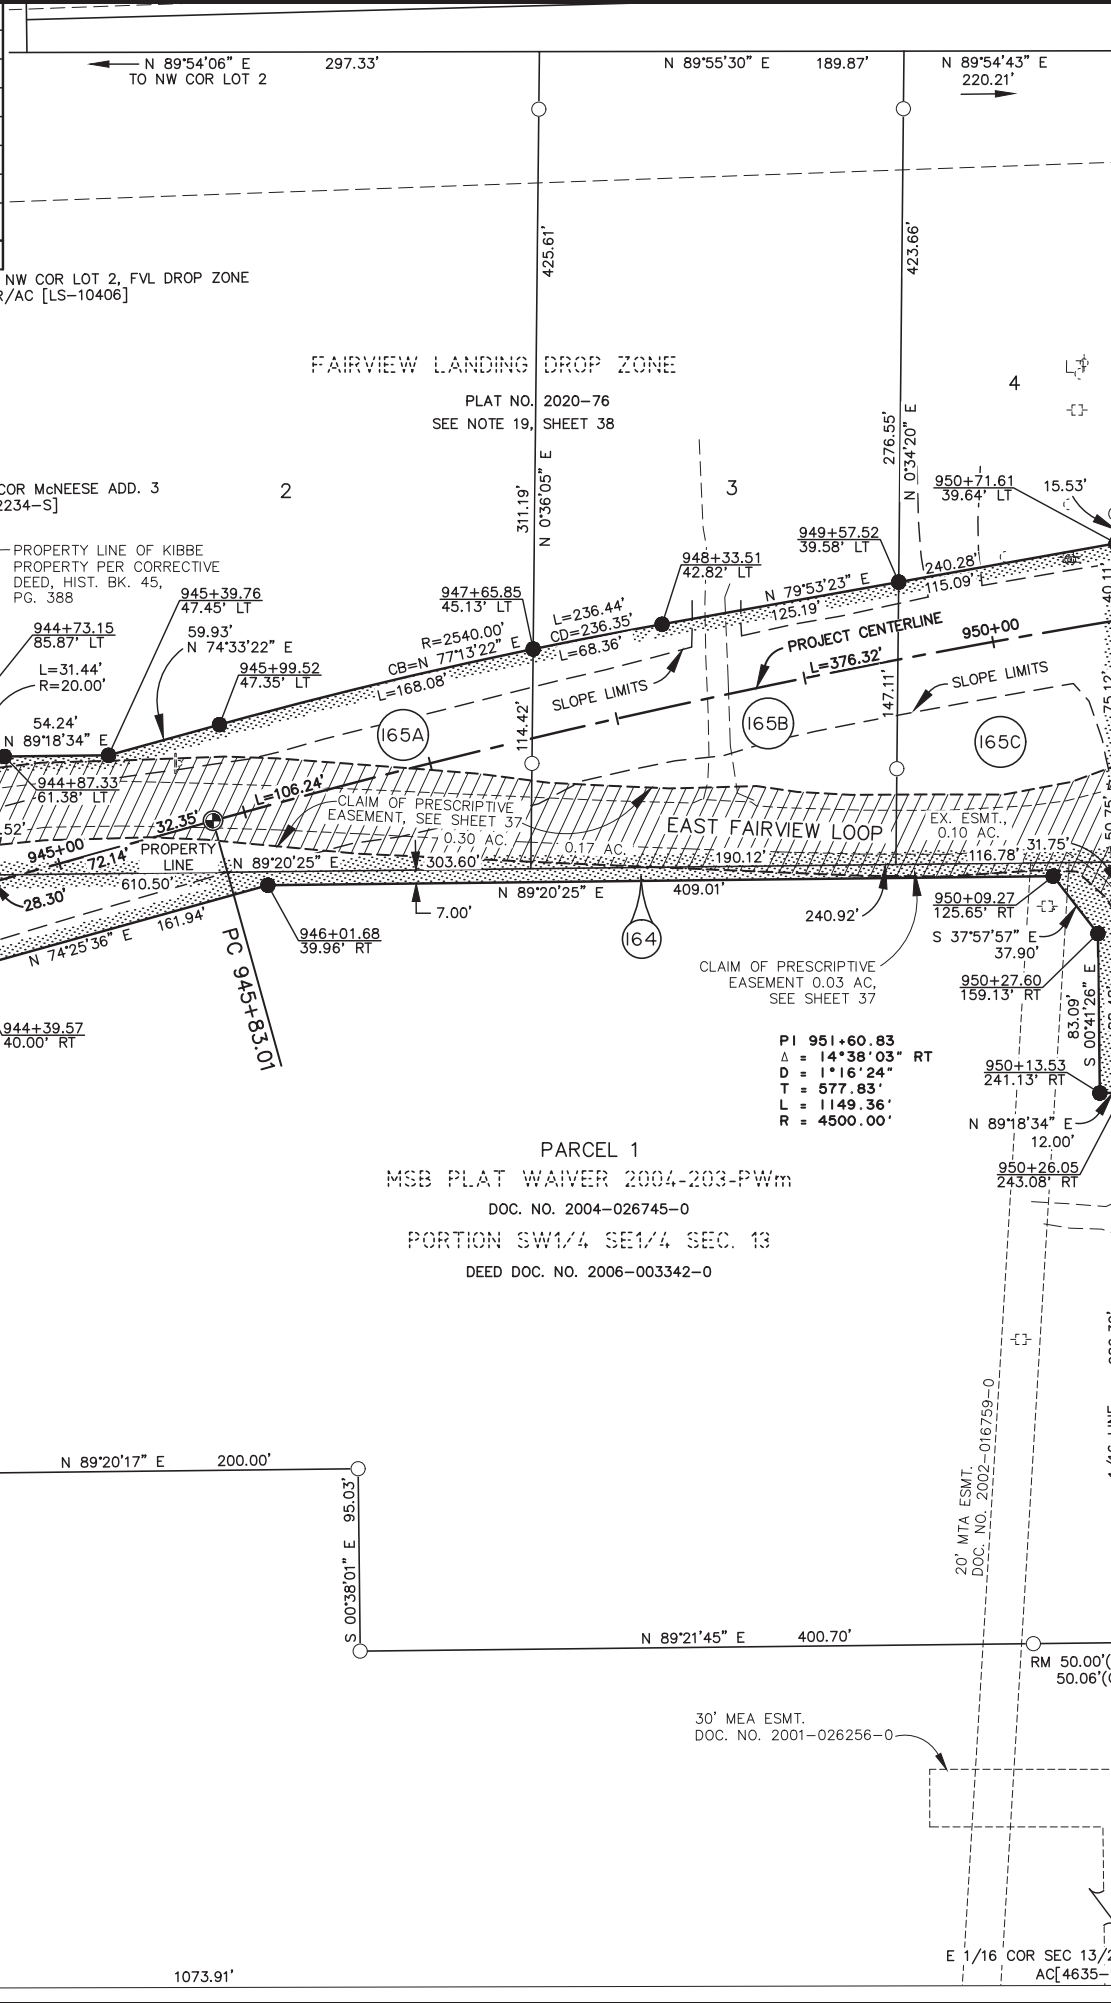 N 89°54'06" E 297.33'
TO NW COR LOT 2
N 89°55'30" E 189.87'
N 89°54'43" E
220.21'
425.61'
423.66'
NW COR LOT 2, FVL DROP ZONE
R/AC [LS-10406]
FAIRVIEW LANDING DROP ZONE
PLAT NO. 2020-76
SEE NOTE 19, SHEET 38
4
276.55'
N 0°34'20" E
311.19'
N 0°36'05" E
COR McNEESE ADD. 3
2234-S]
2
3
950+71.61
39.64' LT
15.53'
PROPERTY LINE OF KIBBE
PROPERTY PER CORRECTIVE
DEED, HIST. BK. 45,
PG. 388
949+57.52
39.58' LT
948+33.51
42.82' LT
945+39.76
47.45' LT
947+65.85
45.13' LT
944+73.15
85.87' LT
59.93'
N 74°33'22" E
L=31.44'
R=20.00'
945+99.52
47.35' LT
54.24'
N 89°18'34" E
944+87.33
61.38' LT
R=2540.00'
CB=N 77°13'22" E
L=168.08'
L=236.44'
CD=236.35'
L=68.36'
N 79°53'23" E
125.19'
240.28'
115.09'
40.11
PROJECT CENTERLINE
950+00
L=376.32'
SLOPE LIMITS
SLOPE LIMITS
147.11'
114.42'
75.12'
165A
165B
165C
L=106.24'
32.35'
CLAIM OF PRESCRIPTIVE
EASEMENT, SEE SHEET 37
0.30 AC.
0.17 AC.
EAST FAIRVIEW LOOP
EX. ESMT.,
0.10 AC.
50.75'
31.75'
.52'
945+00
72.14'
PROPERTY
LINE
N 89°20'25" E
303.60'
190.12'
116.78'
610.50'
28.30'
161.94'
N 74°25'36" E
N 89°20'25" E
409.01'
7.00'
240.92'
946+01.68
39.96' RT
164
950+09.27
125.65' RT
S 37°57'57" E
37.90'
PC 945+83.01
CLAIM OF PRESCRIPTIVE
EASEMENT 0.03 AC,
SEE SHEET 37
950+27.60
159.13' RT
83.09'
S 00°41'26" E
944+39.57
40.00' RT
PI 951+60.83
Δ = 14°38'03" RT
D = 1°16'24"
T = 577.83'
L = 1149.36'
R = 4500.00'
950+13.53
241.13' RT
N 89°18'34" E
12.00'
950+26.05
243.08' RT
PARCEL 1
MSB PLAT WAIVER 2004-203-PWm
DOC. NO. 2004-026745-0
PORTION SW1/4 SE1/4 SEC. 13
DEED DOC. NO. 2006-003342-0
20' MTA ESMT.
DOC. NO. 2002-016759-0
N 89°20'17" E 200.00'
S 00°38'01" E 95.03'
N 89°21'45" E 400.70'
RM 50.00'(
50.06'(
30' MEA ESMT.
DOC. NO. 2001-026256-0
E 1/16 COR SEC 13/2
AC[4635-
1073.91'